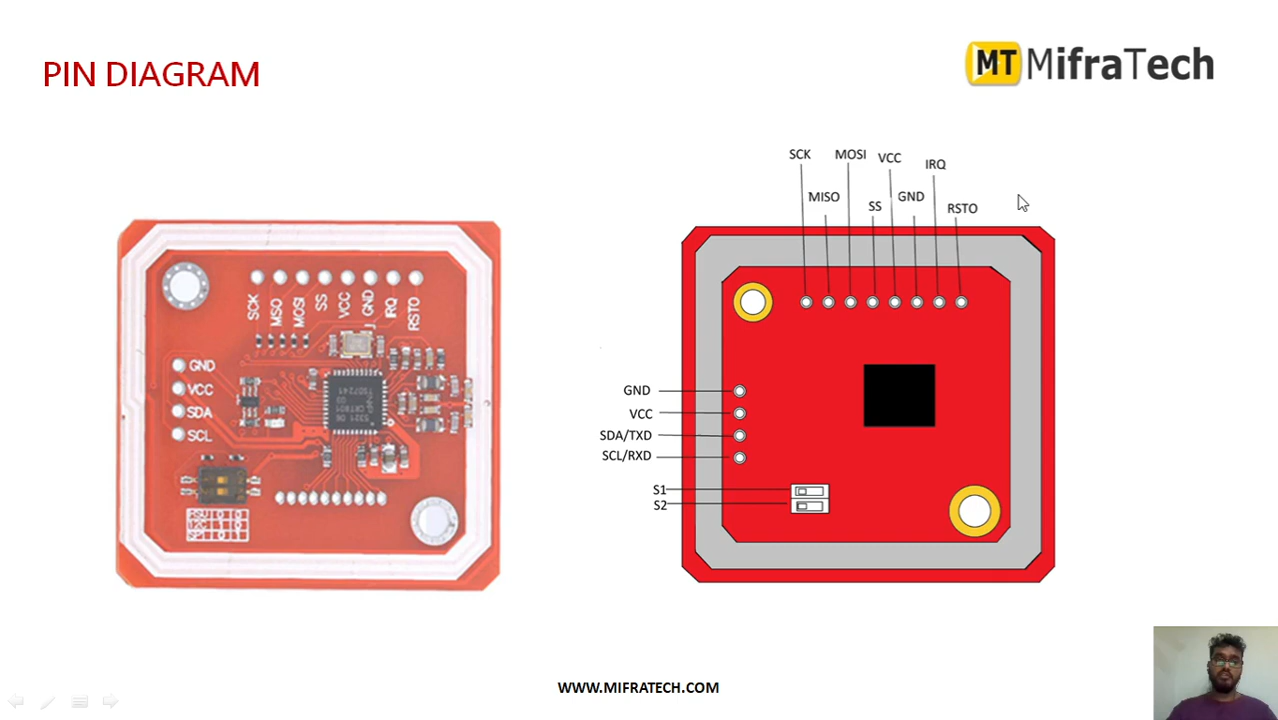 PIN DIAGRAM
MT MifraTech
SCK
MISO
MOSI
SS
VCC
GND
IRQ
RSTO
SCK
MSO
MOSI
SS
VCC
GND
IRQ
RSTO
GND
VCC
SDA
SCL
GND
VCC
SDA/TXD
SCL/RXD
S1
S2
WWW.MIFRATECH.COM